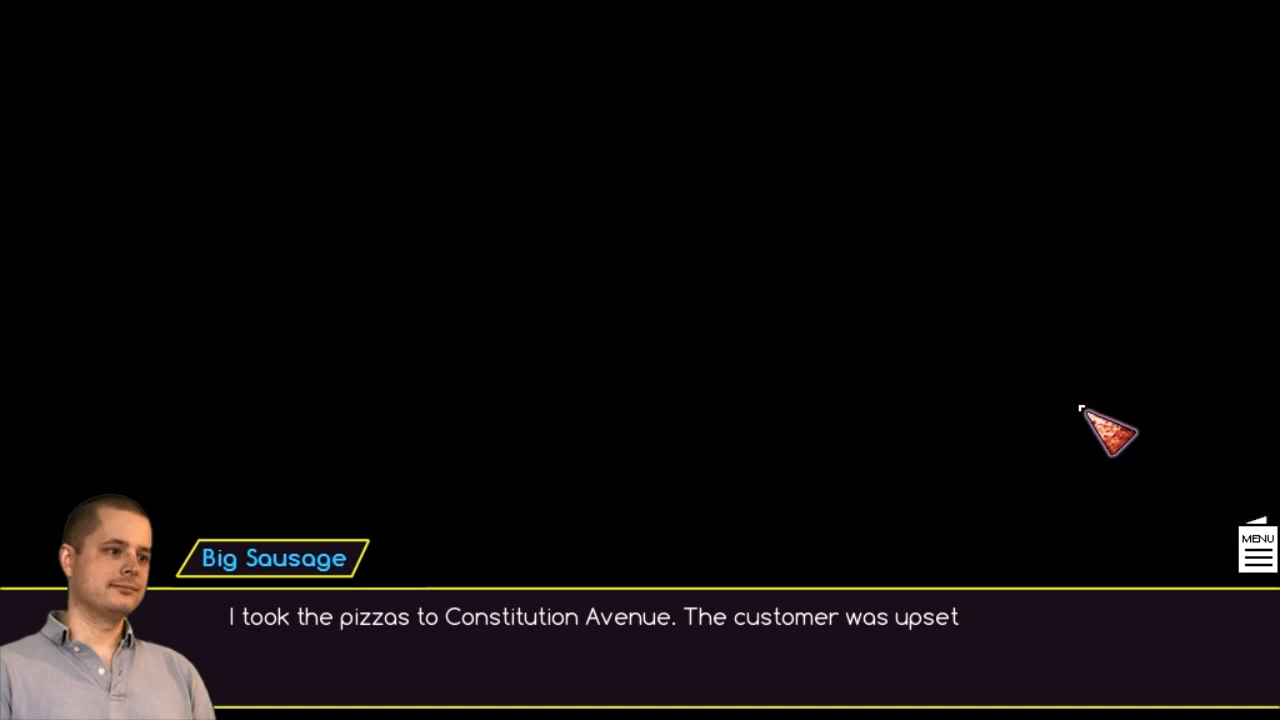 MENU
Big Sausage
I took the pizzas to Constitution Avenue. The customer was upset